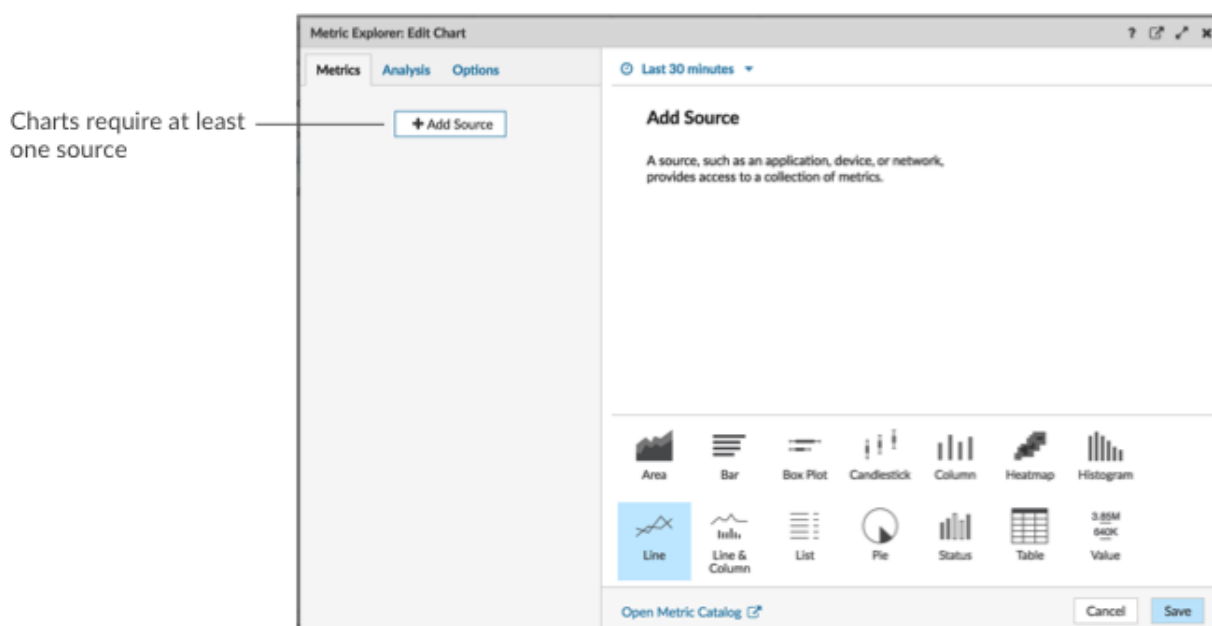 Metric Explorer: Edit Chart
?
Metrics Analysis Options
Last 30 minutes
Charts require at least
one source
+ Add Source
Add Source
A source, such as an application, device, or network,
provides access to a collection of metrics.
Area Bar Box Plot Candlestick Column Heatmap Histogram
3.85M
640K
Line Line & Column List Pie Status Table Value
Open Metric Catalog
Cancel Save